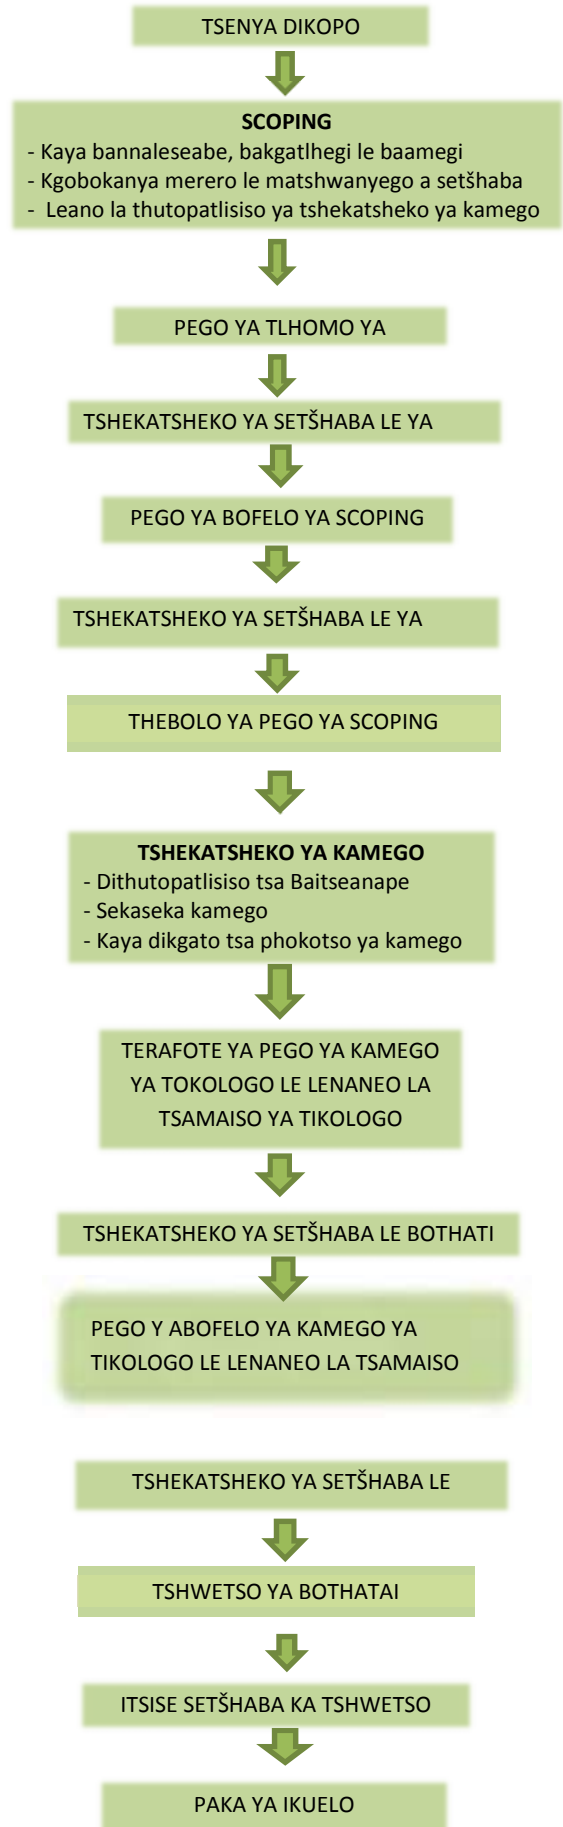 TSENYA DIKOPO
SCOPING
- Kaya bannaleseabe, bakgatlhegi le baamegi
- Kgobokanya merero le matshwanyego a setšhaba
- Leano la thutopatlisiso ya tshekatsheko ya kamego
PEGO YA TLHOMO YA
TSHEKATSHEKO YA SETŠHABA LE YA
PEGO YA BOFELO YA SCOPING
TSHEKATSHEKO YA SETŠHABA LE YA
THEBOLO YA PEGO YA SCOPING
TSHEKATSHEKO YA KAMEGO
- Dithutopatlisiso tsa Baitseanape
- Sekaseka kamego
- Kaya dikgato tsa phokotso ya kamego
TERAFOTE YA PEGO YA KAMEGO
YA TOKOLOGO LE LENANEO LA
TSAMAISO YA TIKOLOGO
TSHEKATSHEKO YA SETŠHABA LE BOTHATI
PEGO Y ABOFELO YA KAMEGO YA
TIKOLOGO LE LENANEO LA TSAMAISO
TSHEKATSHEKO YA SETŠHABA LE
TSHWETSO YA BOTHATAI
ITSISE SETŠHABA KA TSHWETSO
PAKA YA IKUELO